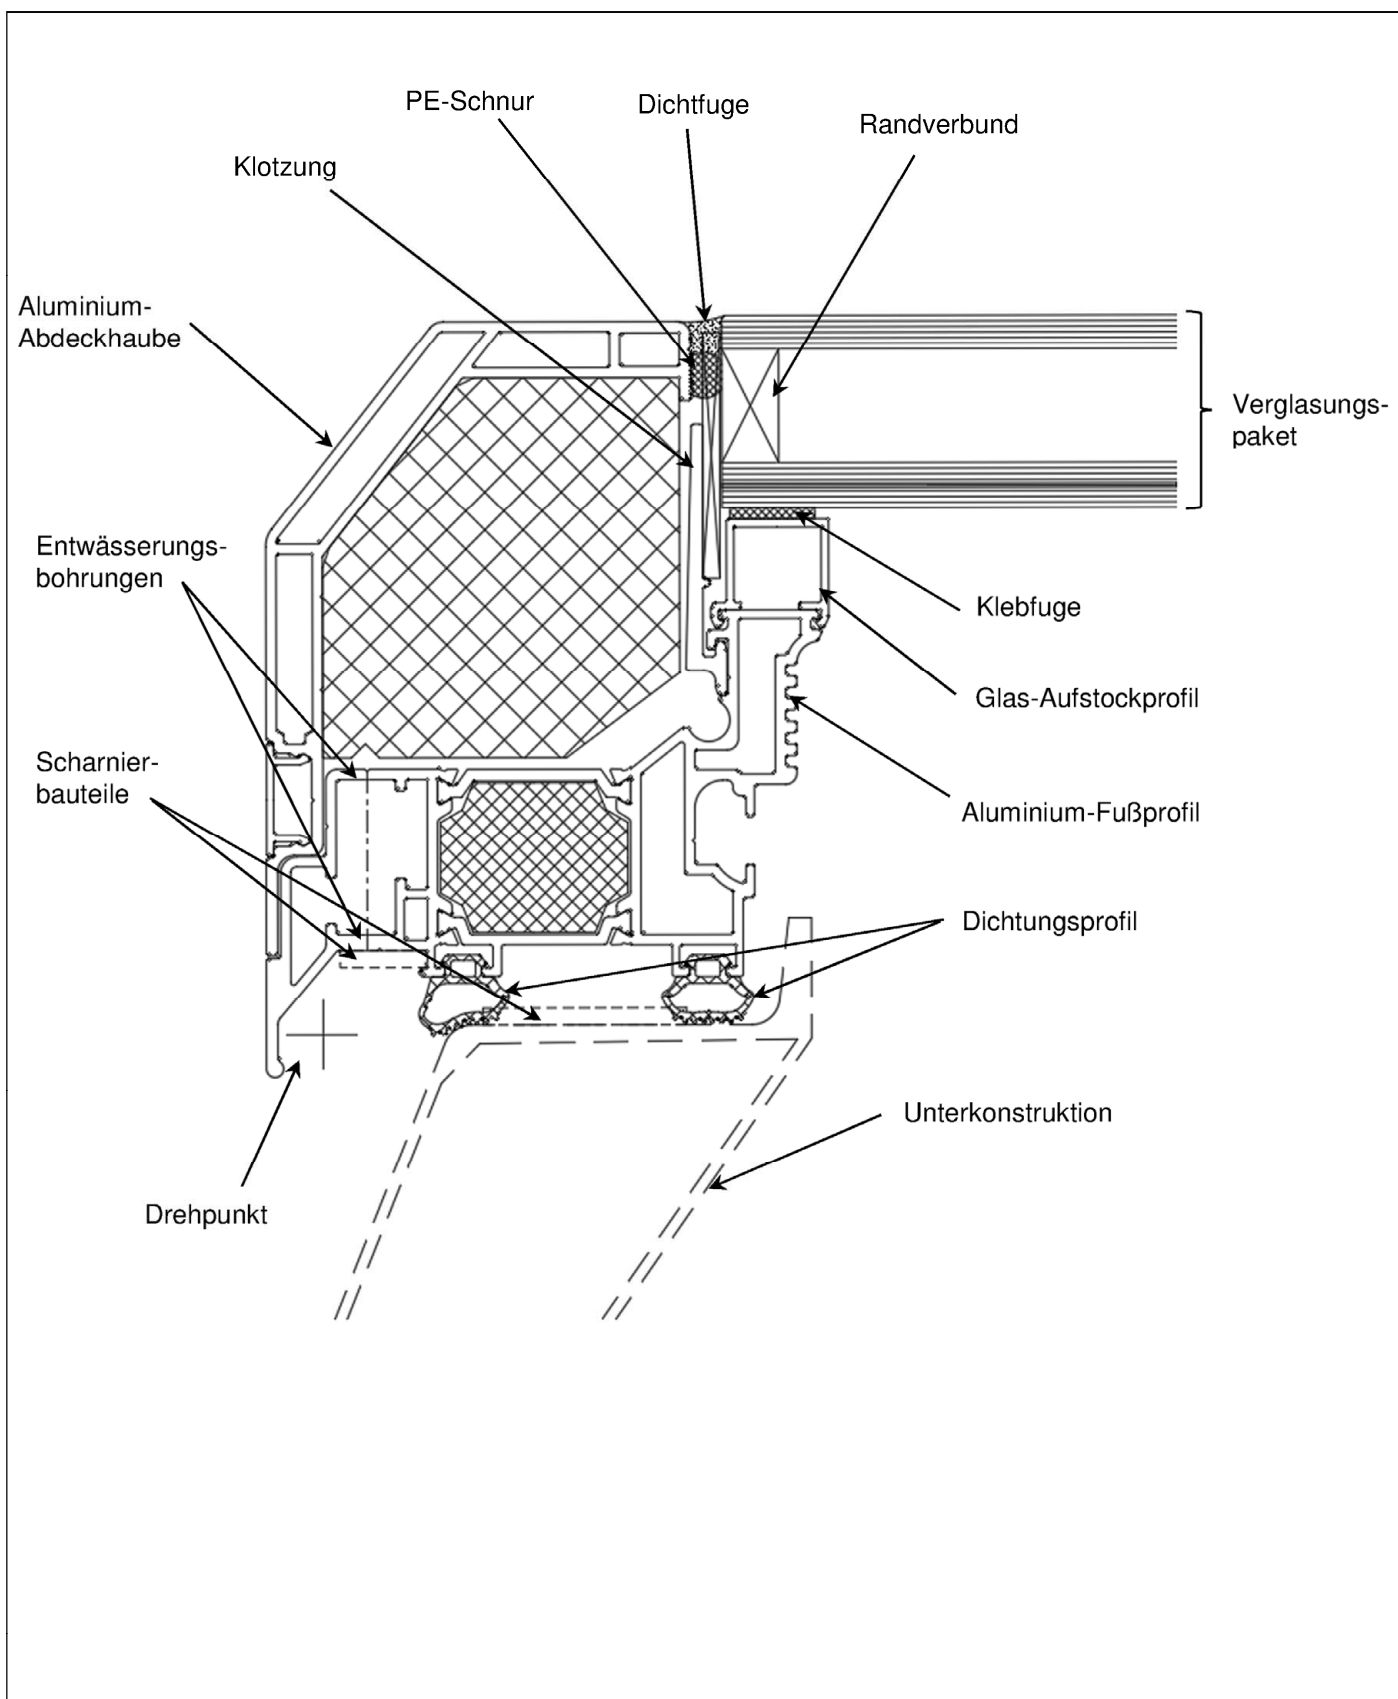 PE-Schnur
Dichtfuge
Randverbund
Klotzung
Aluminium-
Abdeckhaube
Verglasungs-
paket
Entwässerungs-
bohrungen
Klebfuge
Glas-Aufstockprofil
Scharnier-
bauteile
Aluminium-Fußprofil
Dichtungsprofil
Unterkonstruktion
Drehpunkt